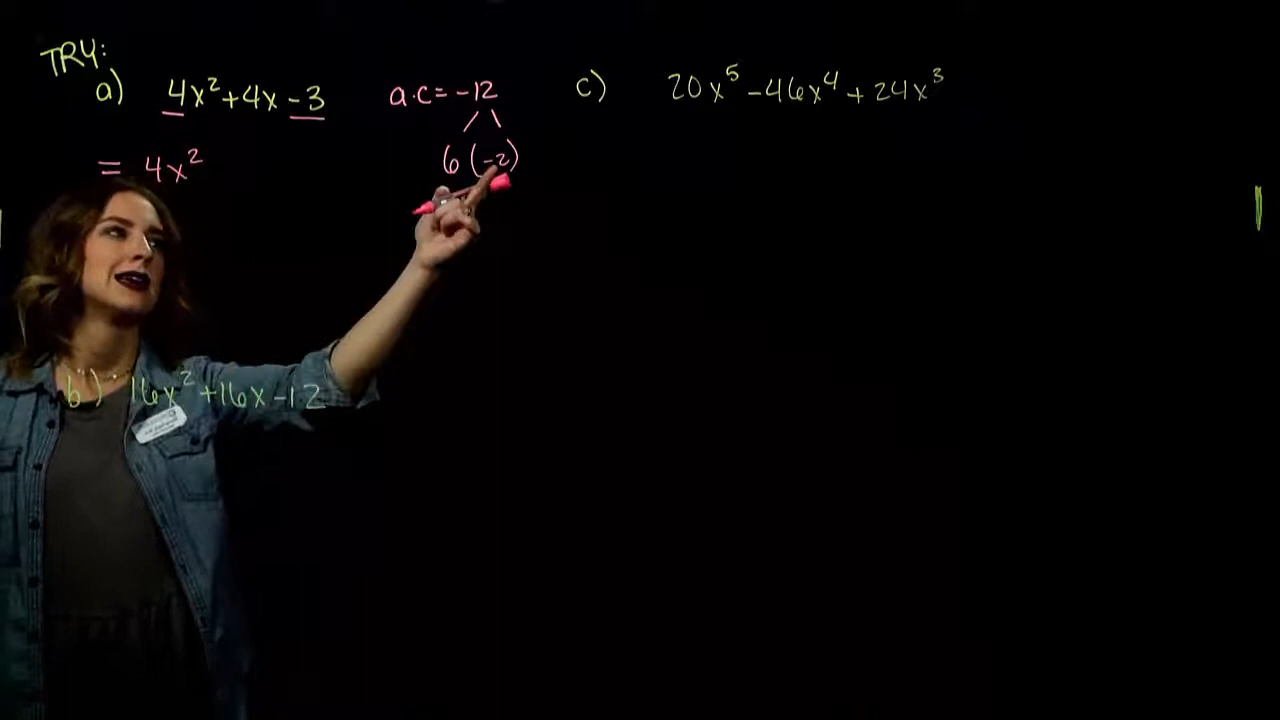 TRY:
a) 4x²+4x-3
a·c=-12
6 (-2)
= 4x²
b) 16x²+16x-12
c) 20x⁵-46x⁴+24x³